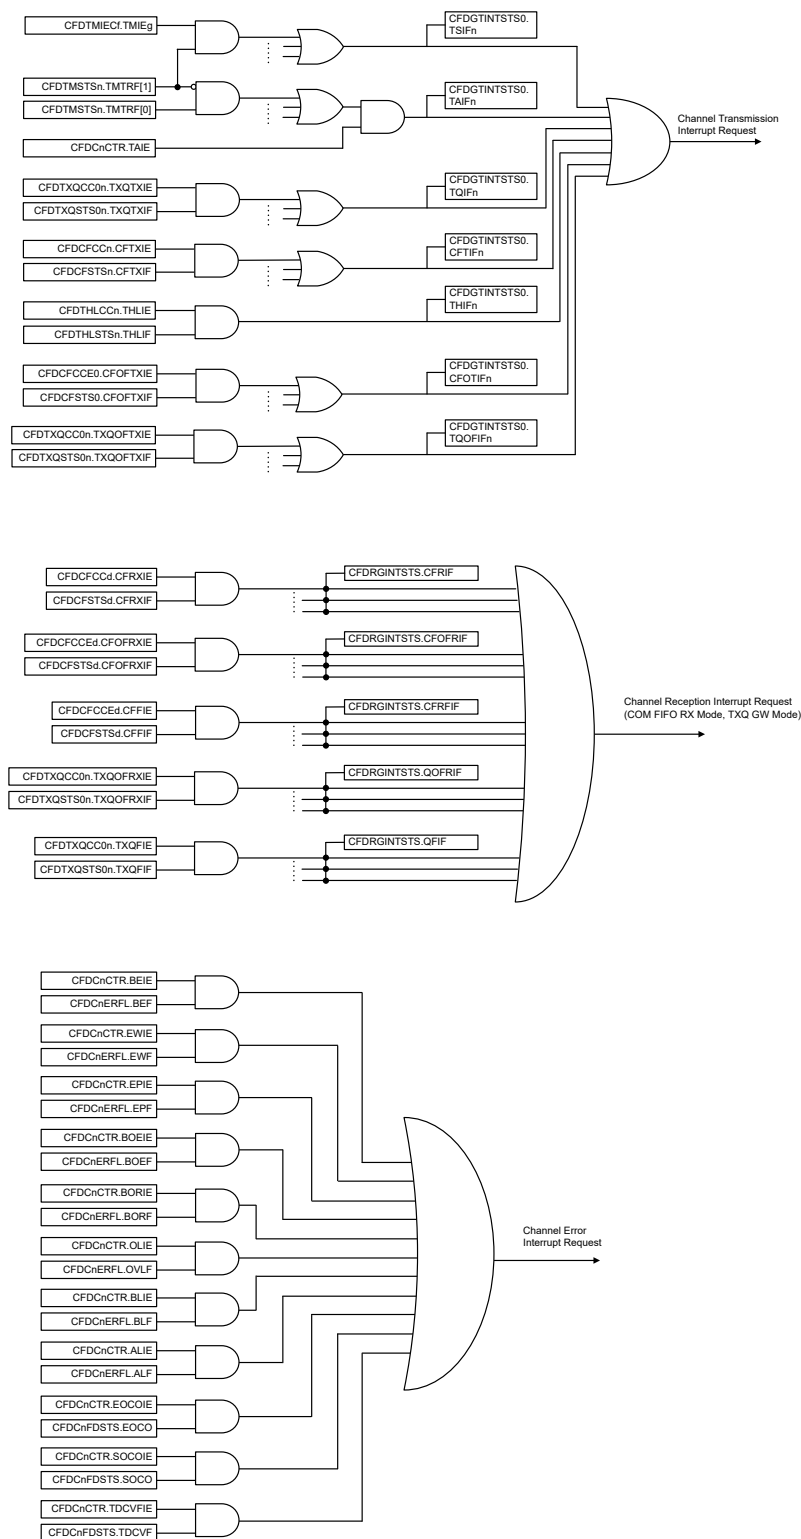 CFDTMIECf.TMIEg
CFDGTINTSTS0.
TSIFn
CFDTMSTSn.TMTRF[1]
CFDTMSTSn.TMTRF[0]
CFDGTINTSTS0.
TAIFn
CFDCnCTR.TAIE
Channel Transmission
Interrupt Request
CFDTXQCC0n.TXQTXIE
CFDTXQSTS0n.TXQTXIF
CFDGTINTSTS0.
TQIFn
CFDCFCCn.CFTXIE
CFDCFSTSn.CFTXIF
CFDGTINTSTS0.
CFTIFn
CFDTHLCCn.THLIE
CFDTHLSTSn.THLIF
CFDGTINTSTS0.
THIFn
CFDCFCCE0.CFOFTXIE
CFDCFSTS0.CFOFTXIF
CFDGTINTSTS0.
CFOTIFn
CFDTXQCC0n.TXQOFTXIE
CFDTXQSTS0n.TXQOFTXIF
CFDGTINTSTS0.
TQOFIFn
CFDCFCCd.CFRXIE
CFDCFSTSd.CFRXIF
CFDRGINTSTS.CFRIF
CFDCFCCEd.CFOFRXIE
CFDCFSTSd.CFOFRXIF
CFDRGINTSTS.CFOFRIF
CFDCFCCEd.CFFIE
CFDCFSTSd.CFFIF
CFDRGINTSTS.CFRFIF
Channel Reception Interrupt Request
(COM FIFO RX Mode, TXQ GW Mode)
CFDTXQCC0n.TXQOFRXIE
CFDTXQSTS0n.TXQOFRXIF
CFDRGINTSTS.QOFRIF
CFDTXQCC0n.TXQFIE
CFDTXQSTS0n.TXQFIF
CFDRGINTSTS.QFIF
CFDCnCTR.BEIE
CFDCnERFL.BEF
CFDCnCTR.EWIE
CFDCnERFL.EWF
CFDCnCTR.EPIE
CFDCnERFL.EPF
CFDCnCTR.BOEIE
CFDCnERFL.BOEF
CFDCnCTR.BORIE
CFDCnERFL.BORF
CFDCnCTR.OLIE
CFDCnERFL.OVLF
Channel Error
Interrupt Request
CFDCnCTR.BLIE
CFDCnERFL.BLF
CFDCnCTR.ALIE
CFDCnERFL.ALF
CFDCnCTR.EOCOIE
CFDCnFDSTS.EOCO
CFDCnCTR.SOCOIE
CFDCnFDSTS.SOCO
CFDCnCTR.TDCVFIE
CFDCnFDSTS.TDCVF